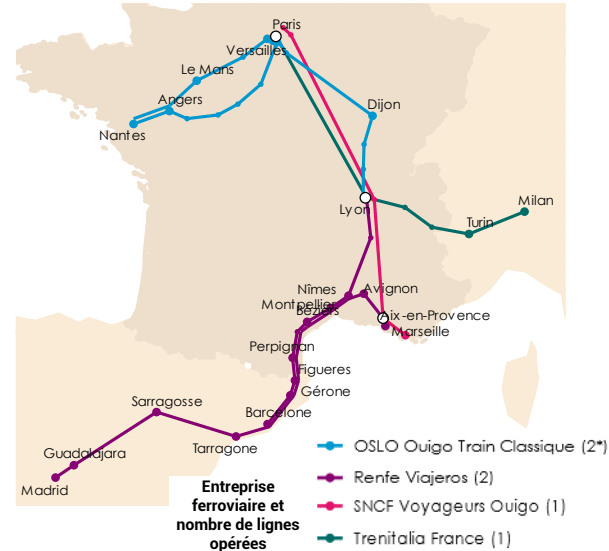 Paris
Versailles
Le Mans
Angers
Nantes
Dijon
Lyon
Milan
Turin
Nîmes
Avignon
Montpellier
Béziers
Aix-en-Provence
Marseille
Perpignan
Figueres
Gérone
Sarragosse
Barcelone
Tarragone
Guadalajara
Madrid
OSLO Ouigo Train Classique (2*)
Renfe Viajeros (2)
SNCF Voyageurs Ouigo (1)
Trenitalia France (1)
Entreprise
ferroviaire et
nombre de lignes
opérées